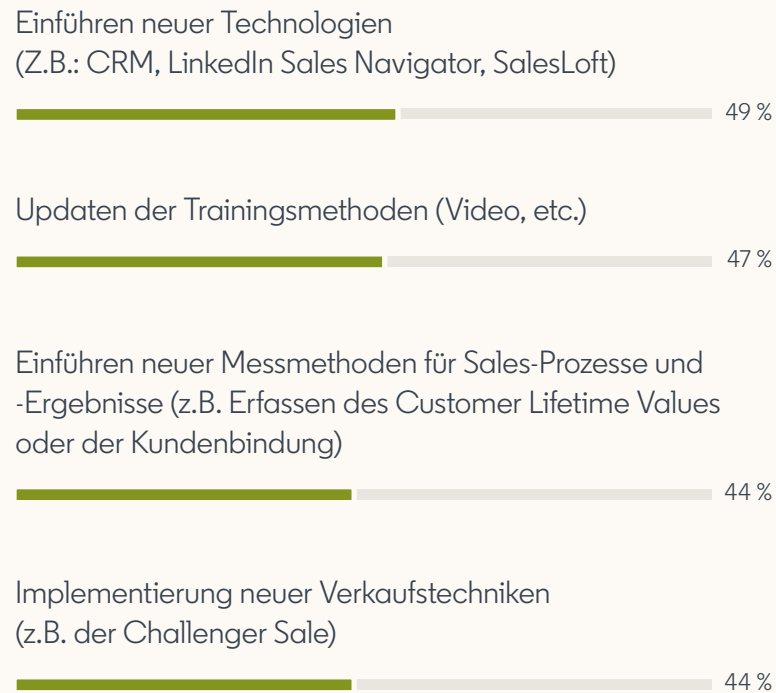 Einführen neuer Technologien
(Z.B.: CRM, LinkedIn Sales Navigator, SalesLoft)
49 %
Updaten der Trainingsmethoden (Video, etc.)
47 %
Einführen neuer Messmethoden für Sales-Prozesse und
-Ergebnisse (z.B. Erfassen des Customer Lifetime Values
oder der Kundenbindung)
44 %
Implementierung neuer Verkaufstechniken
(z.B. der Challenger Sale)
44 %